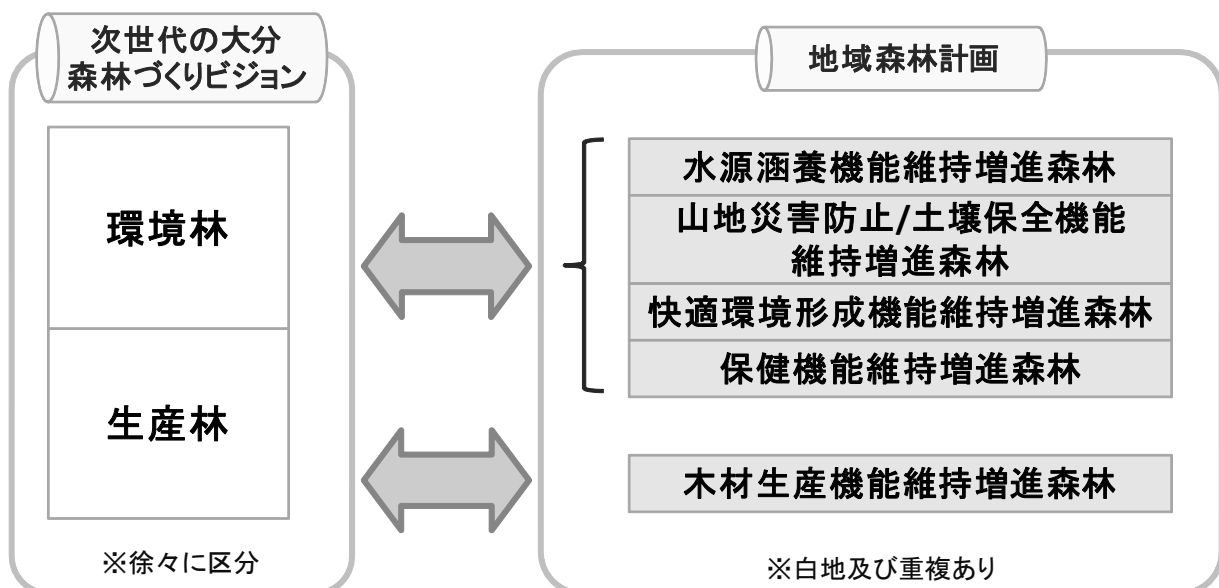 次世代の大分
森林づくりビジョン
環境林
生産林
※徐々に区分
地域森林計画
水源涵養機能維持増進森林
山地災害防止/土壌保全機能
維持増進森林
快適環境形成機能維持増進森林
保健機能維持増進森林
木材生産機能維持増進森林
※白地及び重複あり